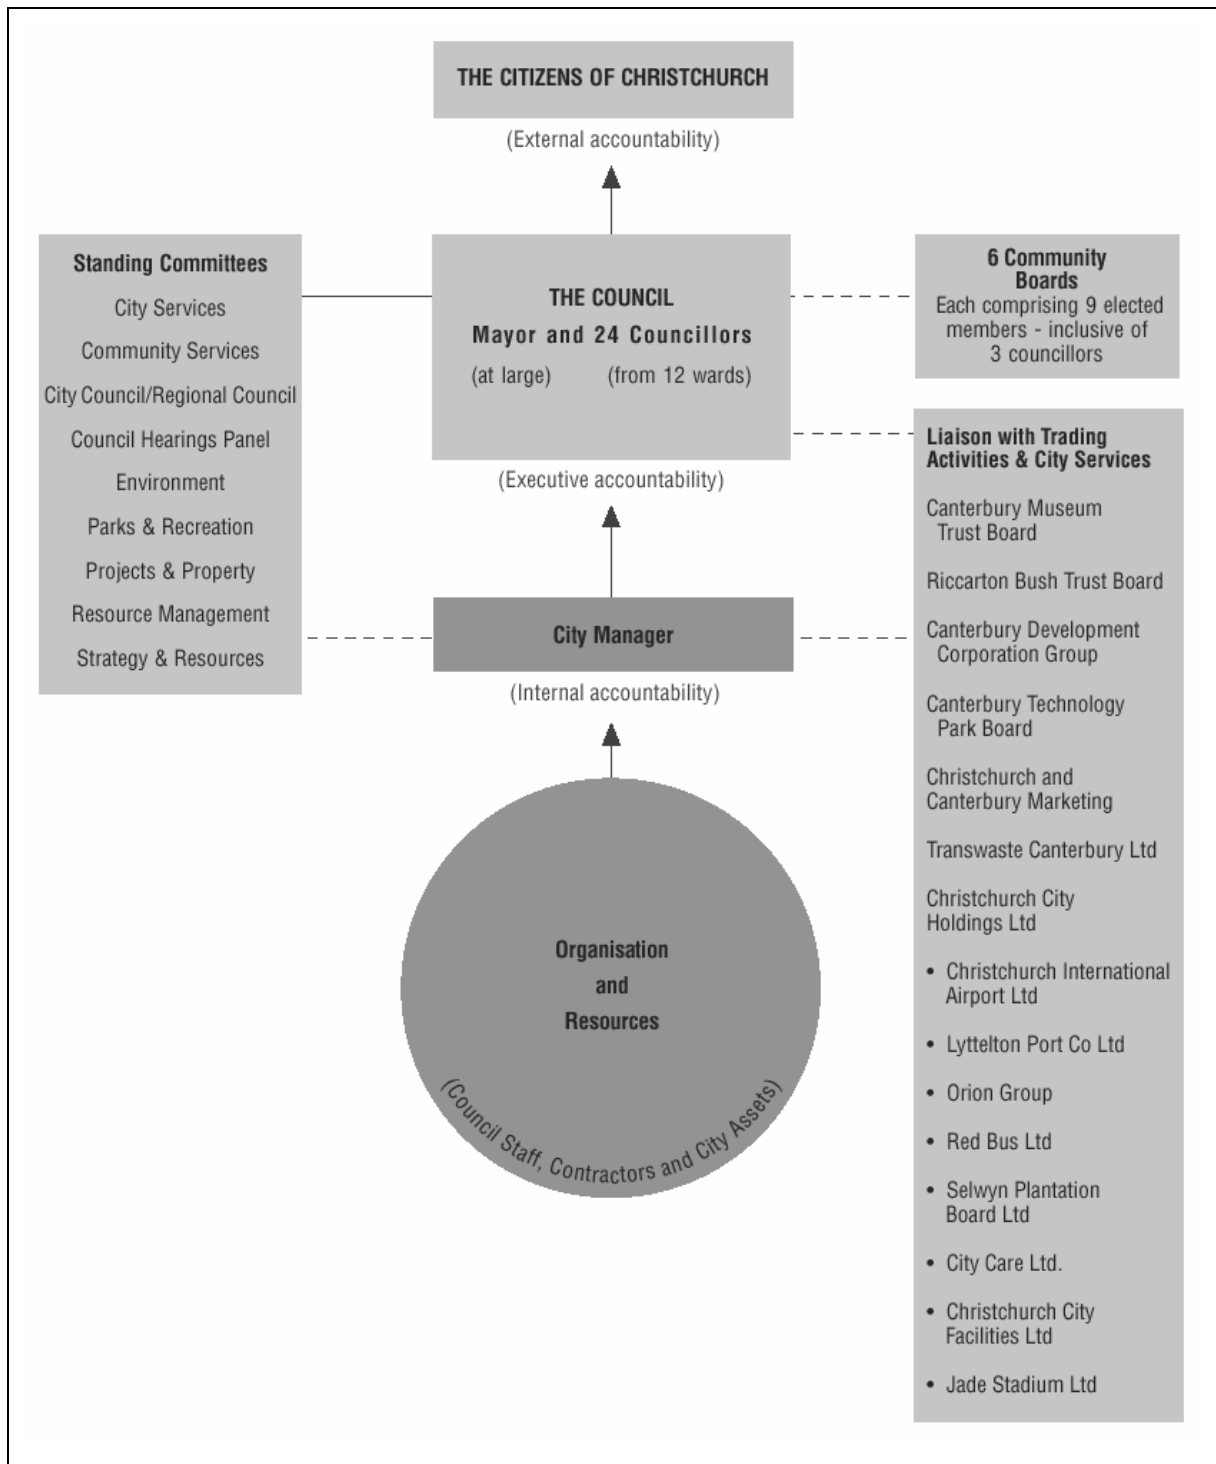 THE CITIZENS OF CHRISTCHURCH
(External accountability)
Standing Committees
City Services
Community Services
City Council/Regional Council
Council Hearings Panel
Environment
Parks & Recreation
Projects & Property
Resource Management
Strategy & Resources
THE COUNCIL
Mayor and 24 Councillors
(at large) (from 12 wards)
(Executive accountability)
City Manager
(Internal accountability)
Organisation
and
Resources
(Council Staff, Contractors and City Assets)
6 Community
Boards
Each comprising 9 elected
members - inclusive of
3 councillors
Liaison with Trading
Activities & City Services
Canterbury Museum
Trust Board
Riccarton Bush Trust Board
Canterbury Development
Corporation Group
Canterbury Technology
Park Board
Christchurch and
Canterbury Marketing
Transwaste Canterbury Ltd
Christchurch City
Holdings Ltd
• Christchurch International
Airport Ltd
• Lyttelton Port Co Ltd
• Orion Group
• Red Bus Ltd
• Selwyn Plantation
Board Ltd
• City Care Ltd.
• Christchurch City
Facilities Ltd
• Jade Stadium Ltd